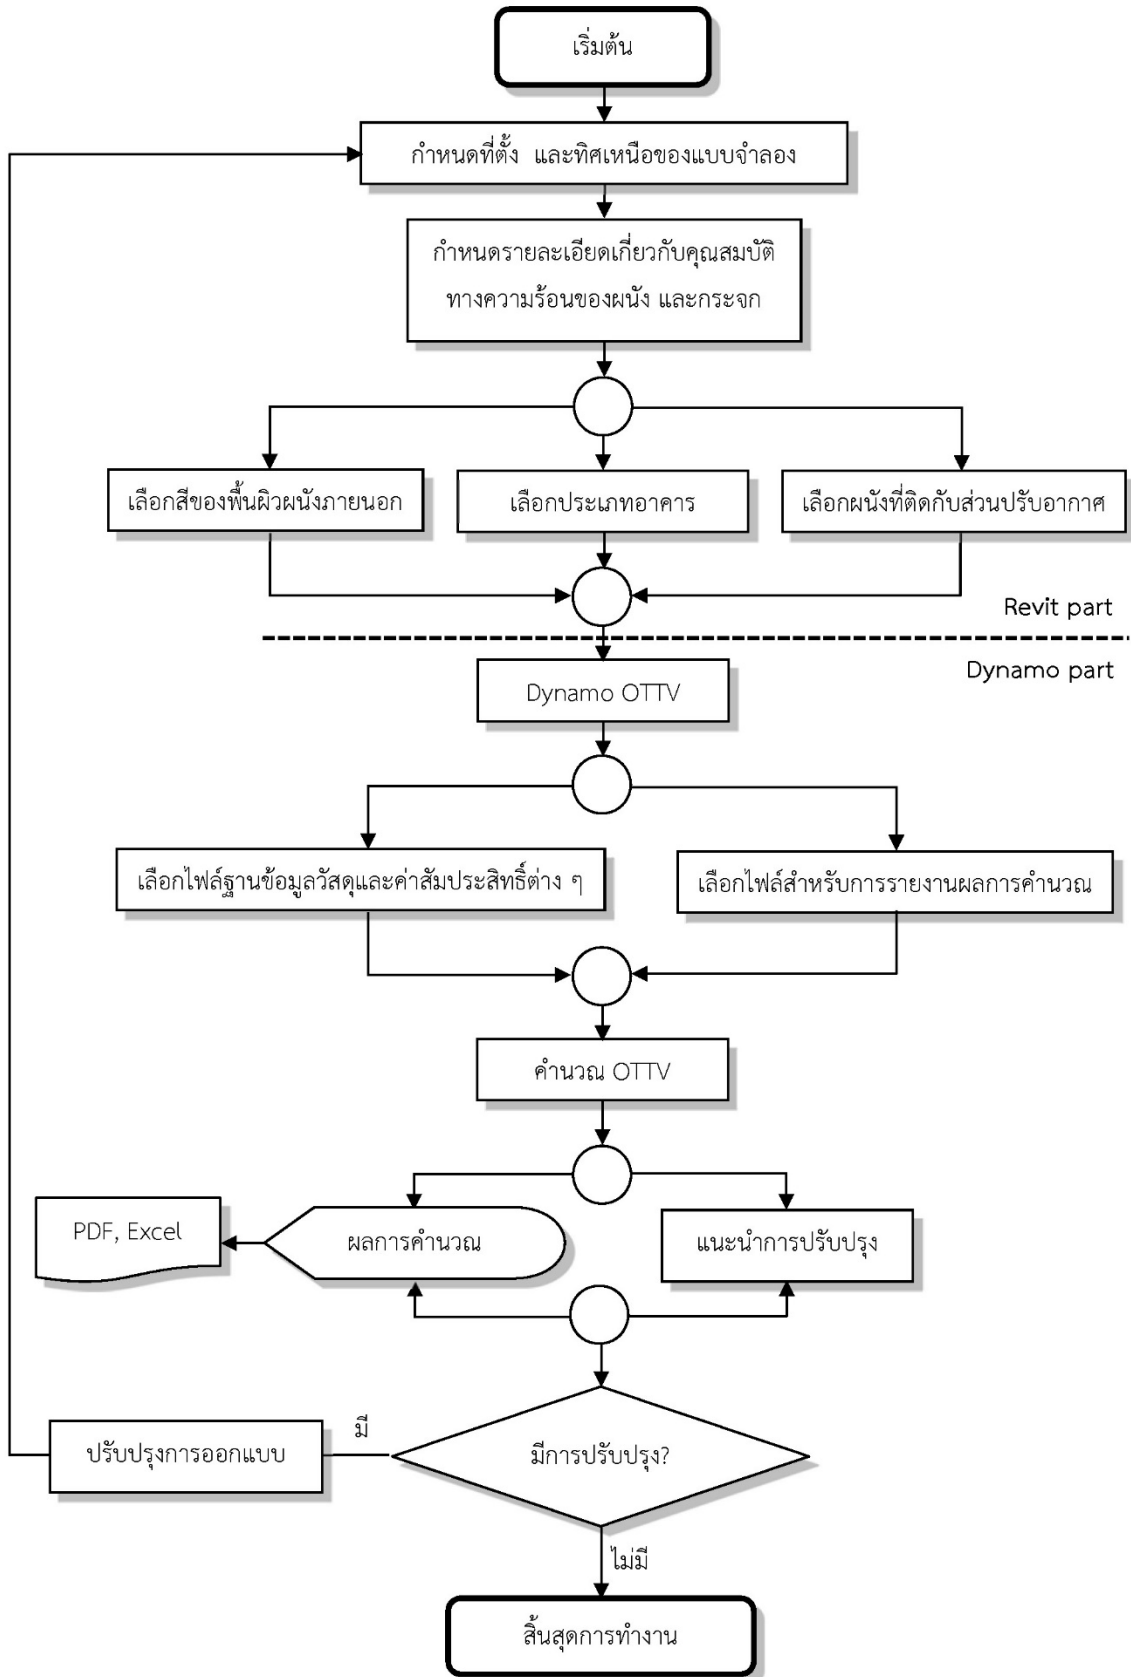 เริ่มต้น
กำหนดที่ตั้ง และทิศเหนือของแบบจำลอง
กำหนดรายละเอียดเกี่ยวกับคุณสมบัติ
ทางความร้อนของผนัง และกระจก
เลือกสีของพื้นผิวผนังภายนอก
เลือกประเภทอาคาร
เลือกผนังที่ติดกับส่วนปรับอากาศ
Revit part
Dynamo part
Dynamo OTTV
เลือกไฟล์ฐานข้อมูลวัสดุและค่าสัมประสิทธิ์ต่าง ๆ
เลือกไฟล์สำหรับการรายงานผลการคำนวณ
คำนวณ OTTV
PDF, Excel
ผลการคำนวณ
แนะนำการปรับปรุง
ปรับปรุงการออกแบบ
มี
มีการปรับปรุง?
ไม่มี
สิ้นสุดการทำงาน